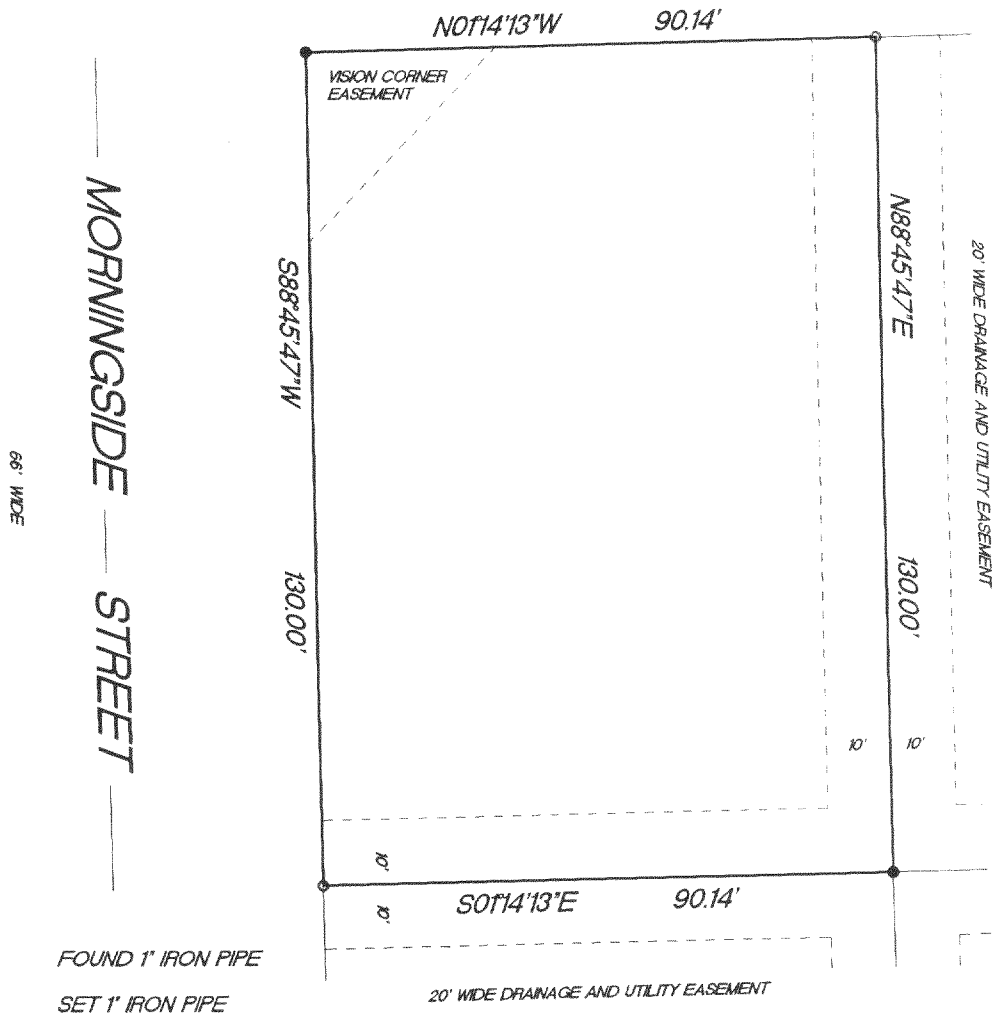 N01°14'13"W 90.14'
VISION CORNER
EASEMENT
MORNINGSIDE STREET
66' WIDE
S88°45'47"W 130.00'
N88°45'47"E 130.00'
20' WIDE DRAINAGE AND UTILITY EASEMENT
10' 10'
10'
10'
S01°14'13"E 90.14'
FOUND 1" IRON PIPE
SET 1" IRON PIPE
20' WIDE DRAINAGE AND UTILITY EASEMENT